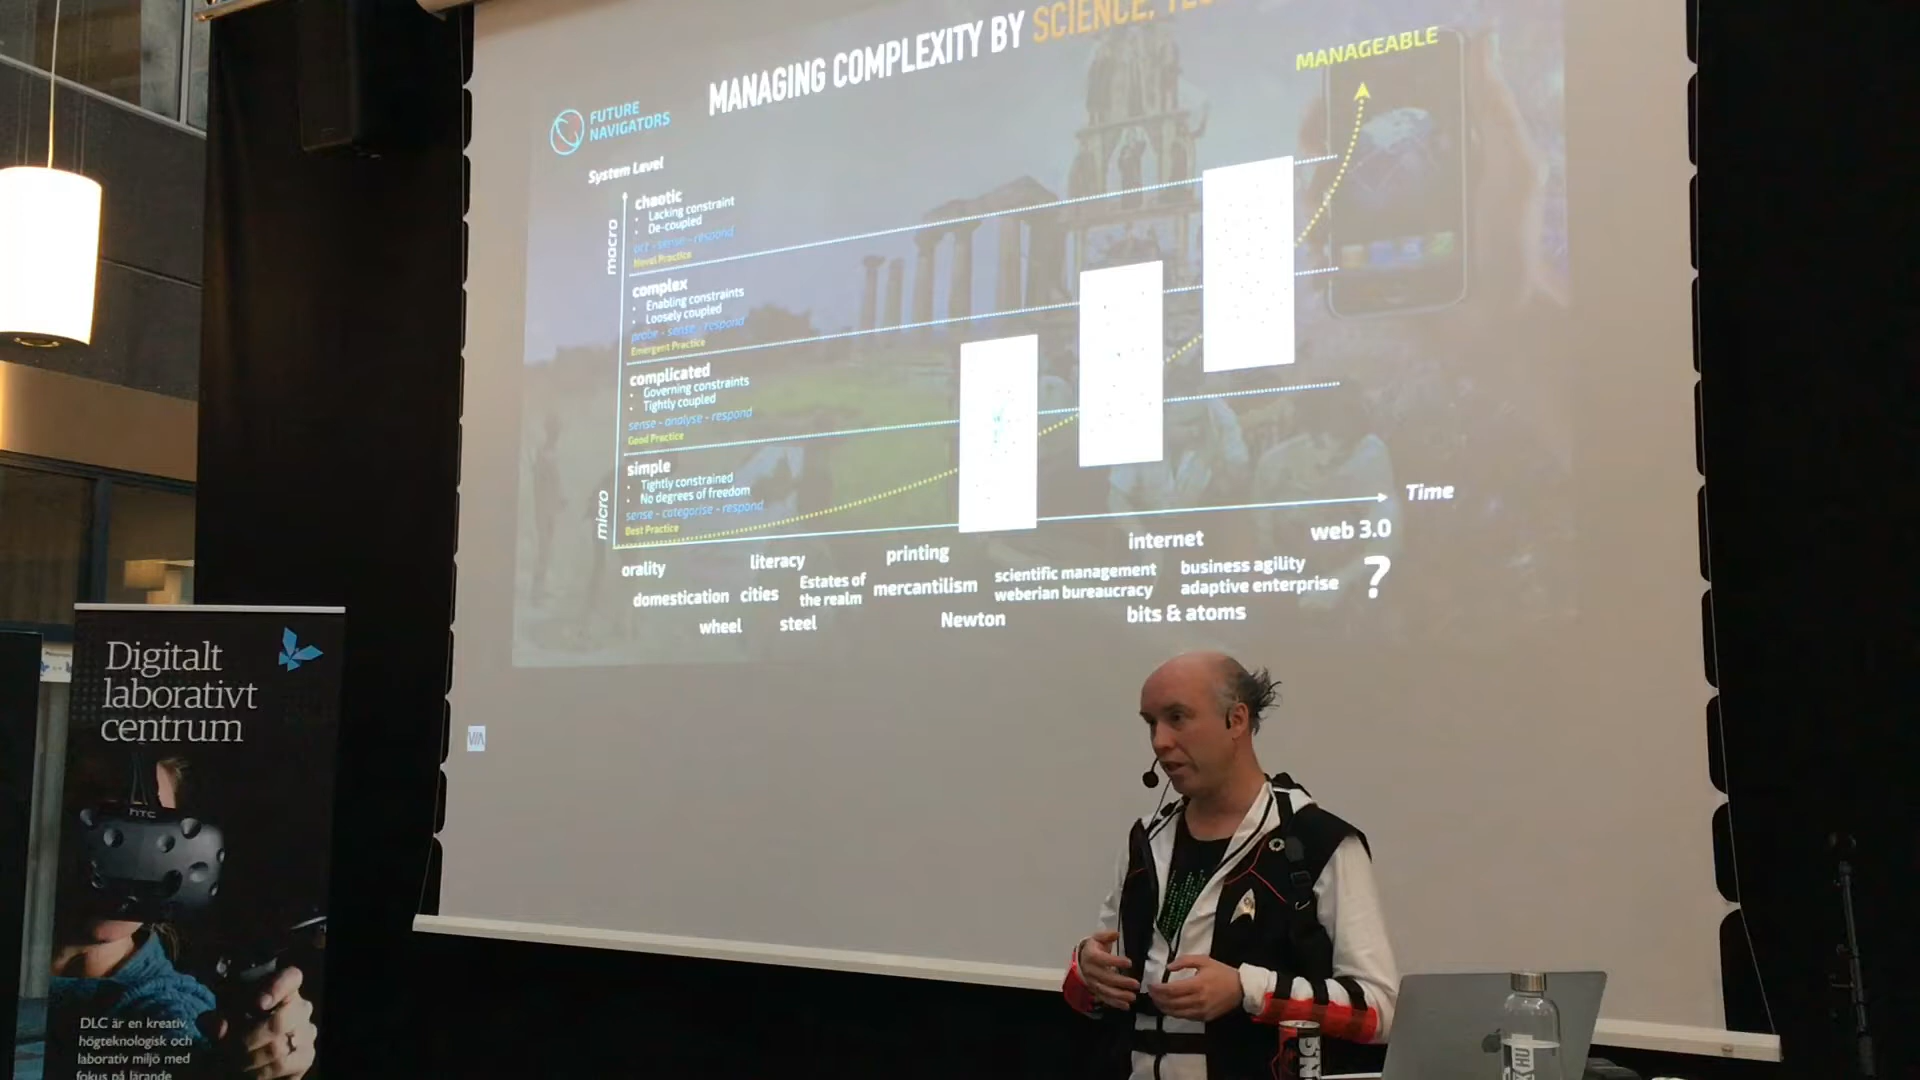 MANAGING COMPLEXITY BY SCIENCE,
MANAGEABLE
FUTURE
NAVIGATORS
System Level
macro
chaotic
• Lacking constraint
• De-coupled
act - sense - respond
Novel Practice
complex
• Enabling constraints
• Loosely coupled
probe - sense - respond
Emergent Practice
complicated
• Governing constraints
• Tightly coupled
sense - analyse - respond
Good Practice
micro
simple
• Tightly constrained
• No degrees of freedom
sense - categorise - respond
Best Practice
Time
orality
literacy
printing
internet
web 3.0
domestication
cities
Estates of
the realm
mercantilism
scientific management
weberian bureaucracy
business agility
adaptive enterprise
?
wheel
steel
Newton
bits & atoms
VIA
Digitalt
laborativt
centrum
HTC
DLC är en kreativ,
högteknologisk och
laborativ miljö med
fokus på lärande